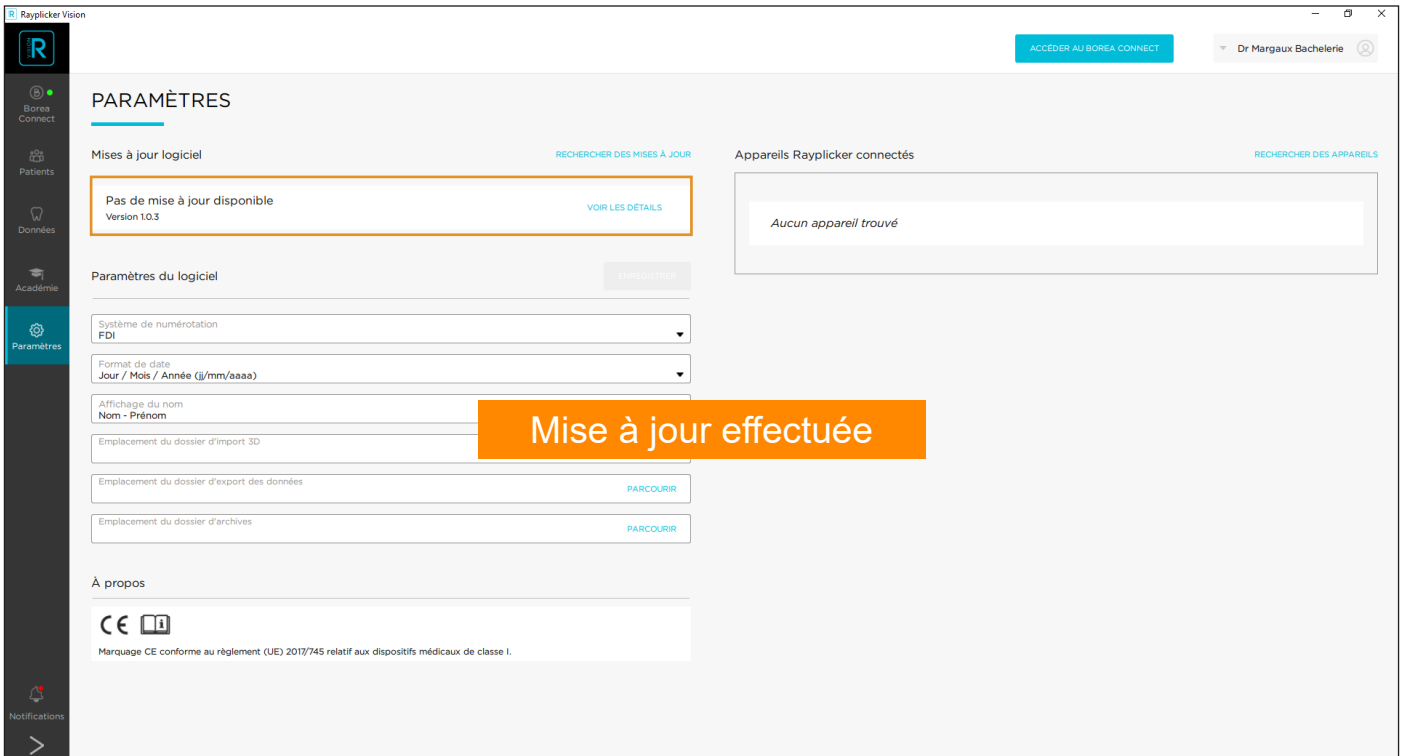 Rayplicker Vision
VISION R
ACCÉDER AU BOREA CONNECT
Dr Margaux Bachelerie
Borea
Connect
Patients
Données
Académie
Paramètres
Notifications
PARAMÈTRES
Mises à jour logiciel
RECHERCHER DES MISES À JOUR
Pas de mise à jour disponible
Version 1.0.3
VOIR LES DÉTAILS
Paramètres du logiciel
ENREGISTRER
Système de numérotation
FDI
Format de date
Jour / Mois / Année (jj/mm/aaaa)
Affichage du nom
Nom - Prénom
Emplacement du dossier d'import 3D
Emplacement du dossier d'export des données
PARCOURIR
Emplacement du dossier d'archives
PARCOURIR
Mise à jour effectuée
À propos
CE
Marquage CE conforme au règlement (UE) 2017/745 relatif aux dispositifs médicaux de classe I.
Appareils Rayplicker connectés
RECHERCHER DES APPAREILS
Aucun appareil trouvé